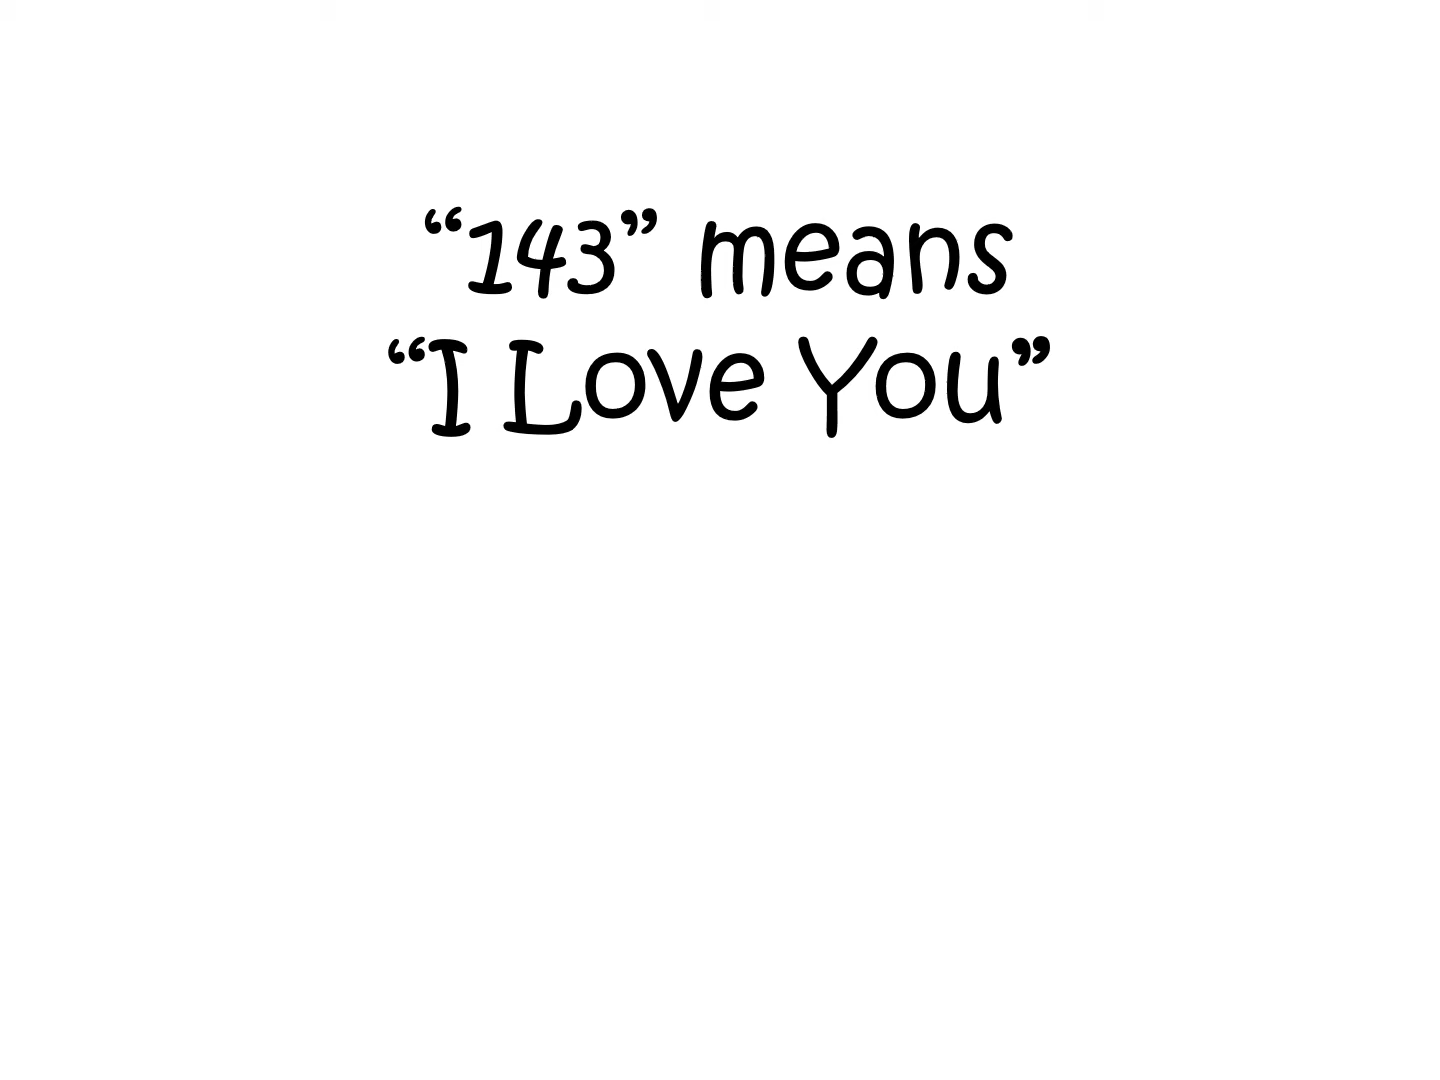 “143” means
“I Love You”